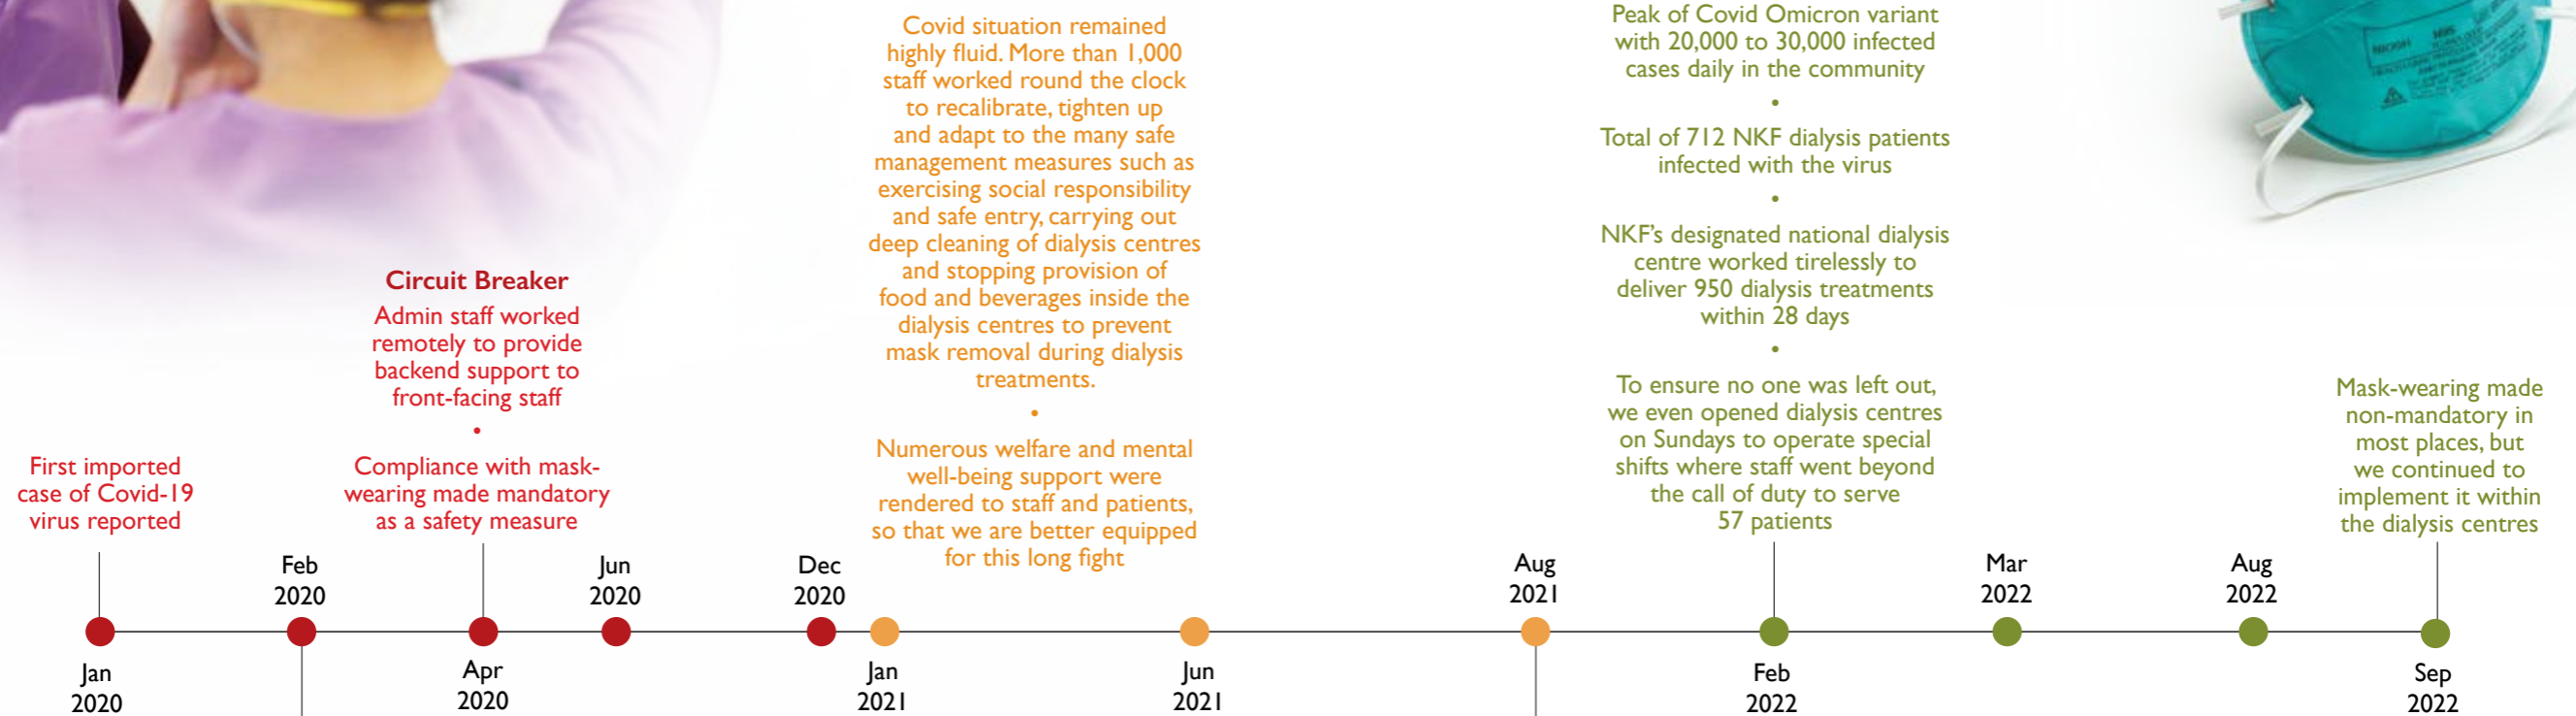 Circuit Breaker
Admin staff worked
remotely to provide
backend support to
front-facing staff
•
First imported
case of Covid-19
virus reported
Compliance with mask-
wearing made mandatory
as a safety measure
Covid situation remained
highly fluid. More than 1,000
staff worked round the clock
to recalibrate, tighten up
and adapt to the many safe
management measures such as
exercising social responsibility
and safe entry, carrying out
deep cleaning of dialysis centres
and stopping provision of
food and beverages inside the
dialysis centres to prevent
mask removal during dialysis
treatments.
•
Numerous welfare and mental
well-being support were
rendered to staff and patients,
so that we are better equipped
for this long fight
Peak of Covid Omicron variant
with 20,000 to 30,000 infected
cases daily in the community
•
Total of 712 NKF dialysis patients
infected with the virus
•
NKF's designated national dialysis
centre worked tirelessly to
deliver 950 dialysis treatments
within 28 days
•
To ensure no one was left out,
we even opened dialysis centres
on Sundays to operate special
shifts where staff went beyond
the call of duty to serve
57 patients
Mask-wearing made
non-mandatory in
most places, but
we continued to
implement it within
the dialysis centres
NIOSH N95
Feb
2020
Jun
2020
Dec
2020
Aug
2021
Mar
2022
Aug
2022
Jan
2020
Apr
2020
Jan
2021
Jun
2021
Feb
2022
Sep
2022